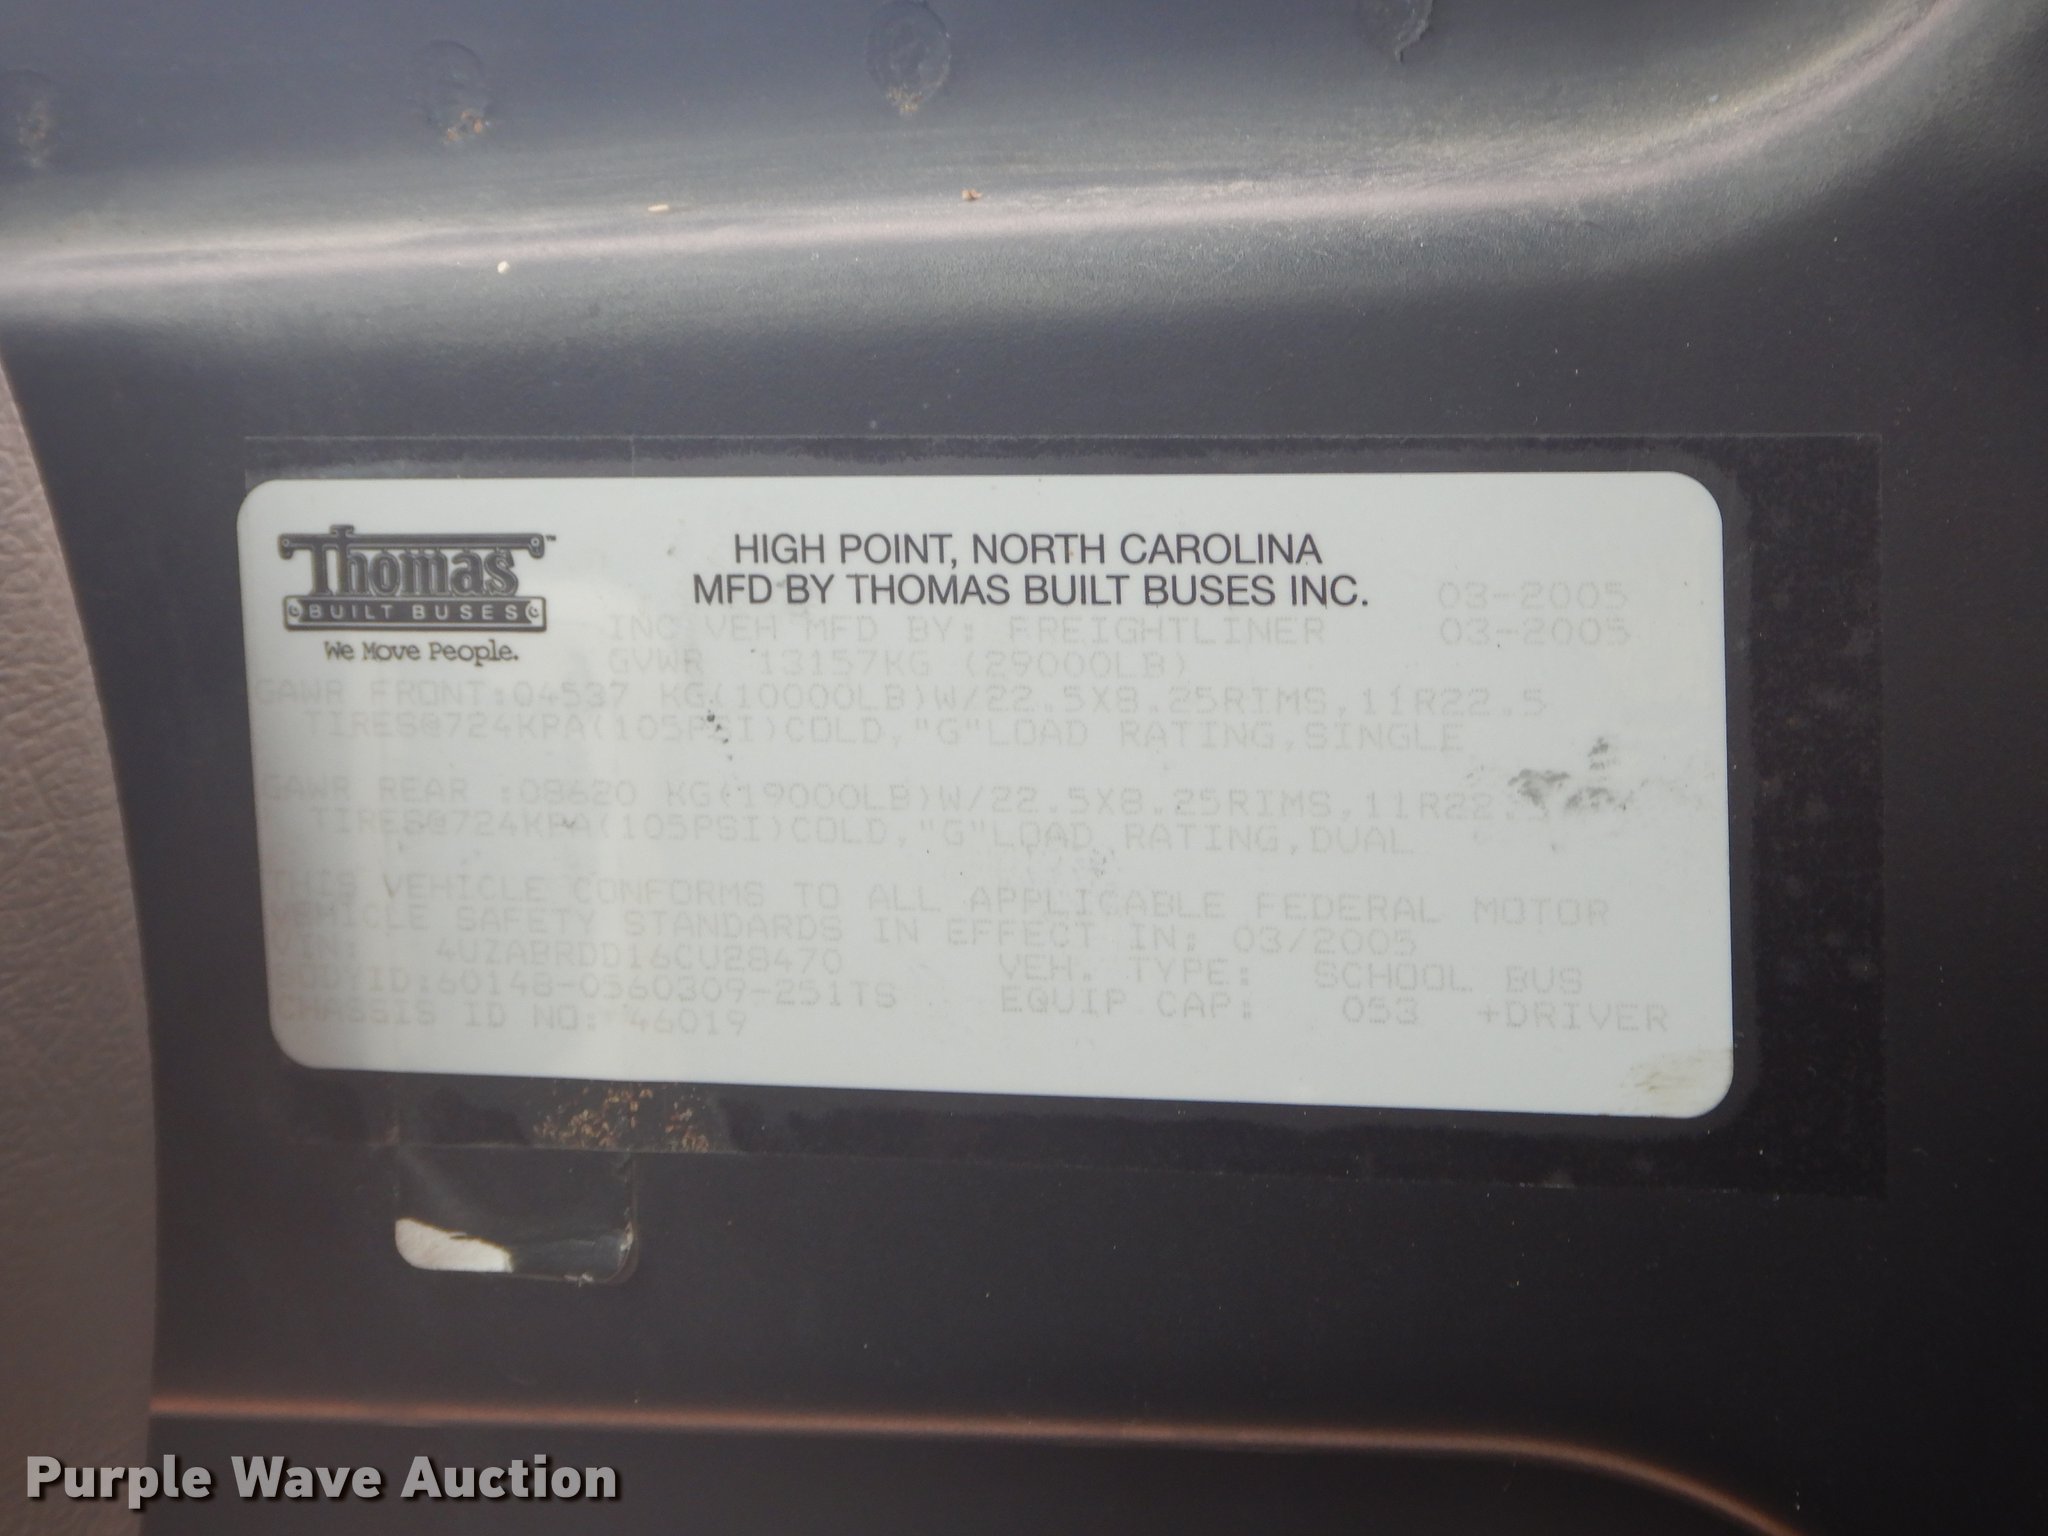 Thomas™
BUILT BUSES
We Move People.
HIGH POINT, NORTH CAROLINA
MFD BY THOMAS BUILT BUSES INC.
03-2005
INC VEH MFD BY: FREIGHTLINER 03-2005
GVWR 13157KG (29000LB)
GAWR FRONT:04537 KG(10000LB)W/22.5X8.25RIMS,11R22.5
TIRES@724KPA(105PSI)COLD,"G"LOAD RATING,SINGLE
GAWR REAR :08620 KG(19000LB)W/22.5X8.25RIMS,11R22.5
TIRES@724KPA(105PSI)COLD,"G"LOAD RATING,DUAL
THIS VEHICLE CONFORMS TO ALL APPLICABLE FEDERAL MOTOR
VEHICLE SAFETY STANDARDS IN EFFECT IN: 03/2005
VIN: 4UZABRDD16CV28470 VEH. TYPE: SCHOOL BUS
BODYID:60148-0560309-251TS EQUIP CAP: 053 +DRIVER
CHASSIS ID NO: 46019
Purple Wave Auction